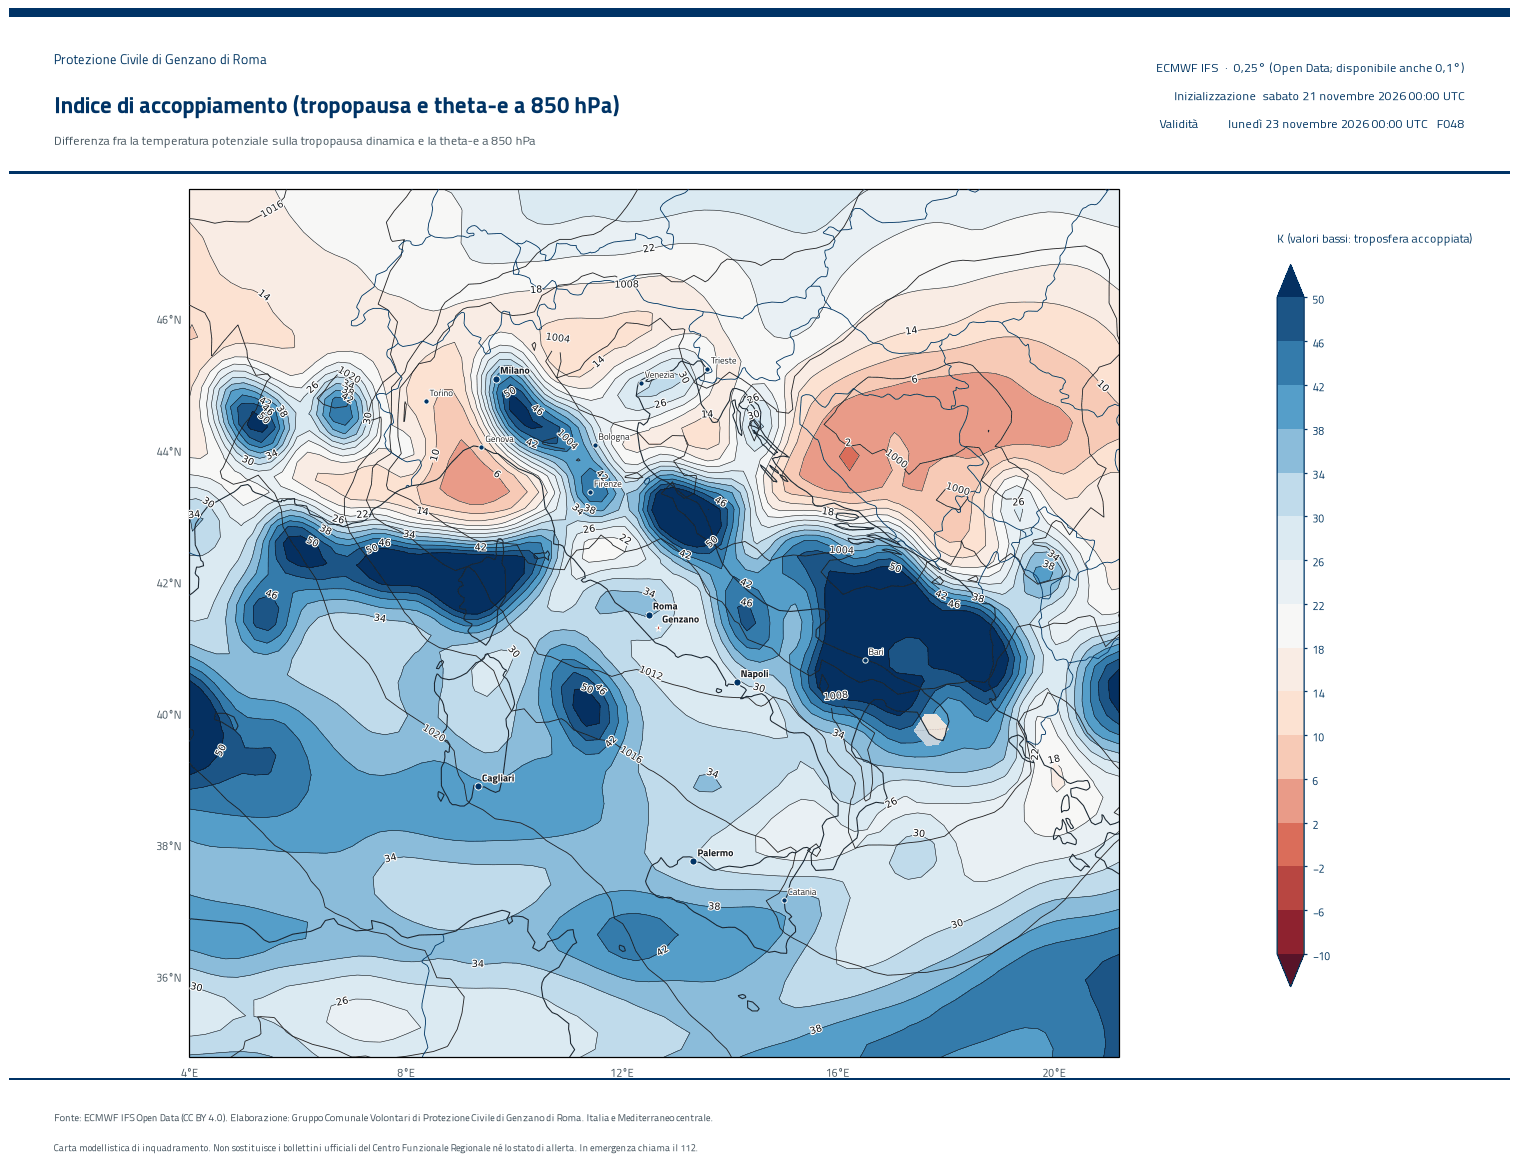 Protezione Civile di Genzano di Roma
Indice di accoppiamento (tropopausa e theta-e a 850 hPa)
Differenza fra la temperatura potenziale sulla tropopausa dinamica e la theta-e a 850 hPa
ECMWF IFS · 0,25° (Open Data; disponibile anche 0,1°)
Inizializzazione sabato 21 novembre 2026 00:00 UTC
Validità lunedì 23 novembre 2026 00:00 UTC F048
K (valori bassi: troposfera accoppiata)
50
46
42
38
34
30
26
22
18
14
10
6
2
−2
−6
−10
46°N
44°N
42°N
40°N
38°N
36°N
4°E
8°E
12°E
16°E
20°E
Milano
Torino
Venezia
Trieste
Genova
Bologna
Firenze
Roma
Genzano
Napoli
Bari
Cagliari
Palermo
Catania
1016
1008
1004
1020
1004
1000
1000
1004
1012
1008
1016
1020
Fonte: ECMWF IFS Open Data (CC BY 4.0). Elaborazione: Gruppo Comunale Volontari di Protezione Civile di Genzano di Roma. Italia e Mediterraneo centrale.
Carta modellistica di inquadramento. Non sostituisce i bollettini ufficiali del Centro Funzionale Regionale né lo stato di allerta. In emergenza chiama il 112.